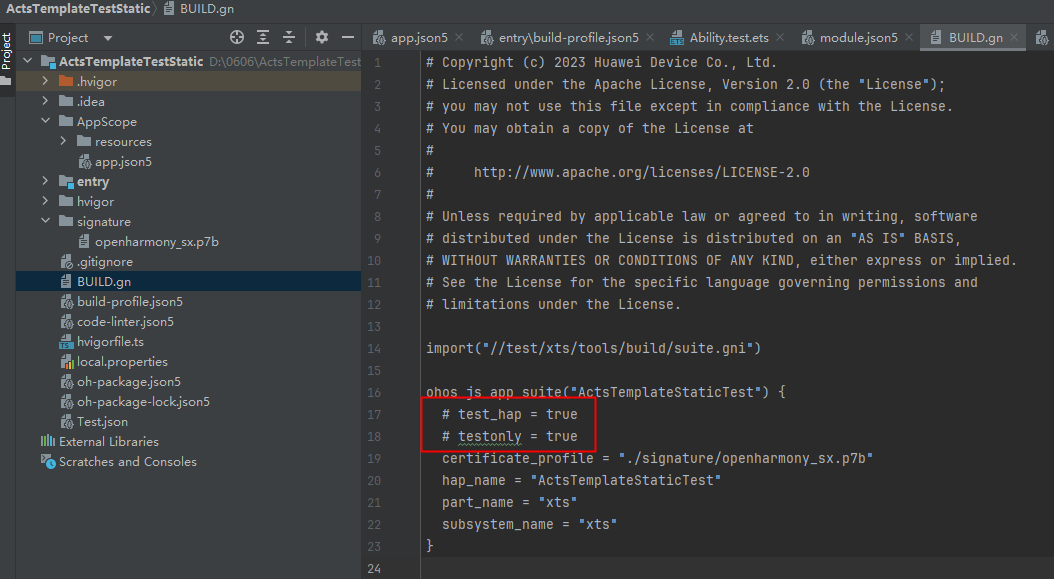 ActsTemplateTestStatic BUILD.gn
Project
Project
app.json5
entry\build-profile.json5
Ability.test.ets
module.json5
BUILD.gn
ActsTemplateTestStatic D:\0606\ActsTemplateTest
.hvigor
.idea
AppScope
resources
app.json5
entry
hvigor
signature
openharmony_sx.p7b
.gitignore
BUILD.gn
build-profile.json5
code-linter.json5
hvigorfile.ts
local.properties
oh-package.json5
oh-package-lock.json5
Test.json
External Libraries
Scratches and Consoles
1 # Copyright (c) 2023 Huawei Device Co., Ltd.
2 # Licensed under the Apache License, Version 2.0 (the "License");
3 # you may not use this file except in compliance with the License.
4 # You may obtain a copy of the License at
5 #
6 #     http://www.apache.org/licenses/LICENSE-2.0
7 #
8 # Unless required by applicable law or agreed to in writing, software
9 # distributed under the License is distributed on an "AS IS" BASIS,
10 # WITHOUT WARRANTIES OR CONDITIONS OF ANY KIND, either express or implied.
11 # See the License for the specific language governing permissions and
12 # limitations under the License.
13
14 import("//test/xts/tools/build/suite.gni")
15
16 ohos_js_app_suite("ActsTemplateStaticTest") {
17   # test_hap = true
18   # testonly = true
19   certificate_profile = "./signature/openharmony_sx.p7b"
20   hap_name = "ActsTemplateStaticTest"
21   part_name = "xts"
22   subsystem_name = "xts"
23 }
24